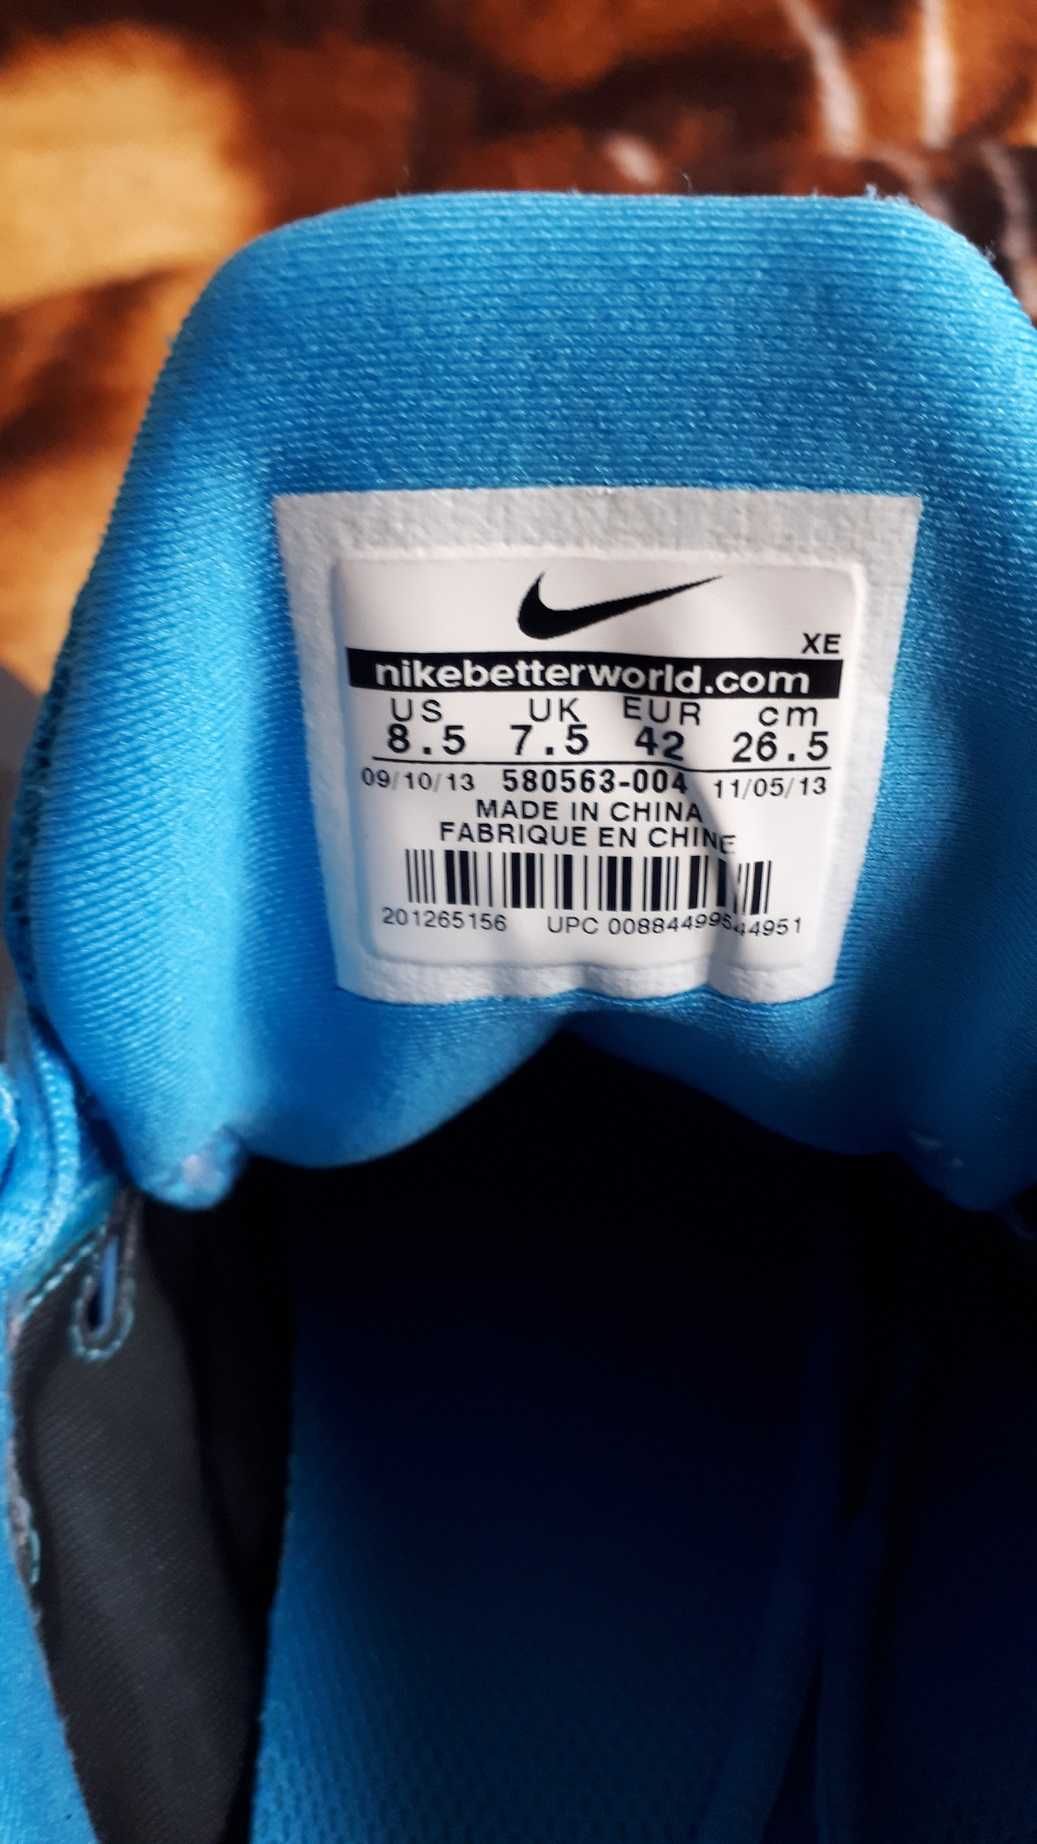 XE
nikebetterworld.com
US UK EUR cm
8.5 7.5 42 26.5
09/10/13 580563-004 11/05/13
MADE IN CHINA
FABRIQUE EN CHINE
201265156 UPC 00884499544951